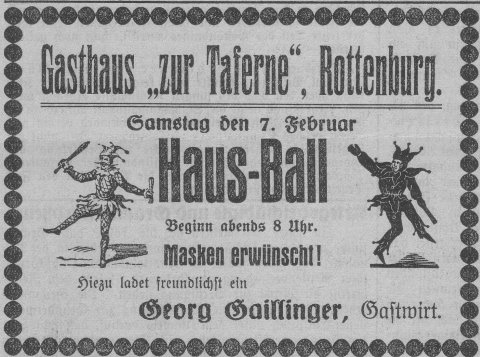 Gasthaus „zur Taferne“, Rottenburg.
Samstag den 7. Februar
Haus-Ball
Beginn abends 8 Uhr.
Masken erwünscht!
Hiezu ladet freundlichst ein
Georg Gaillinger, Gastwirt.